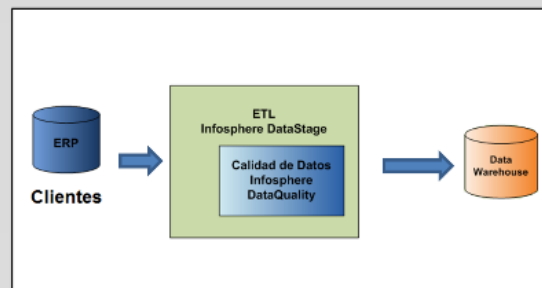 ERP
Clientes
ETL
Infosphere DataStage
Calidad de Datos
Infosphere
DataQuality
Data
Warehouse